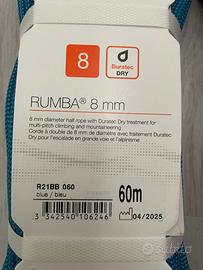 8
Duratec
DRY
RUMBA® 8 mm
8 mm diameter half rope with Duratec Dry treatment for
multi-pitch climbing and mountaineering
Corde à double de 8 mm de diamètre avec traitement Duratec
Dry pour l'escalade en grande voie et l'alpinisme
R21BB 060
blue / bleu
60m
3 342540 106246
04/2025
Subito